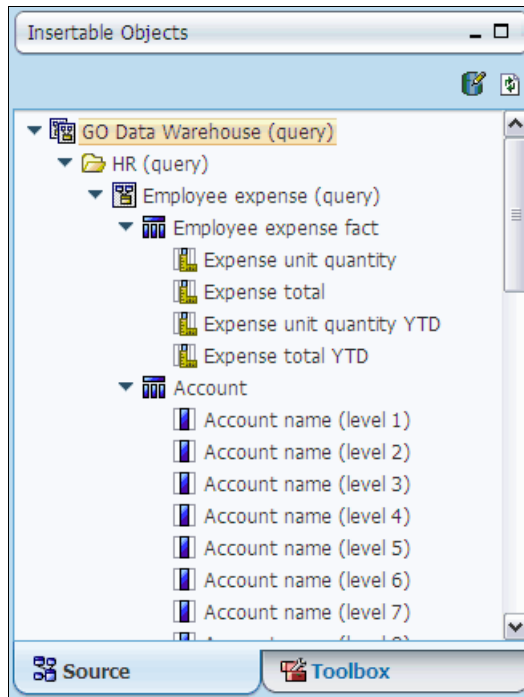 Insertable Objects
GO Data Warehouse (query)
HR (query)
Employee expense (query)
Employee expense fact
Expense unit quantity
Expense total
Expense unit quantity YTD
Expense total YTD
Account
Account name (level 1)
Account name (level 2)
Account name (level 3)
Account name (level 4)
Account name (level 5)
Account name (level 6)
Account name (level 7)
Source
Toolbox